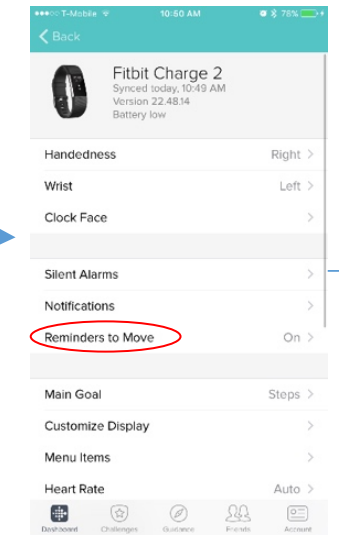 T-Mobile 10:50 AM 78%
Back
Fitbit Charge 2
Synced today, 10:49 AM
Version 22.48.14
Battery low
Handedness Right
Wrist Left
Clock Face
Silent Alarms
Notifications
Reminders to Move On
Main Goal Steps
Customize Display
Menu Items
Heart Rate Auto
Dashboard Challenges Guidance Friends Account